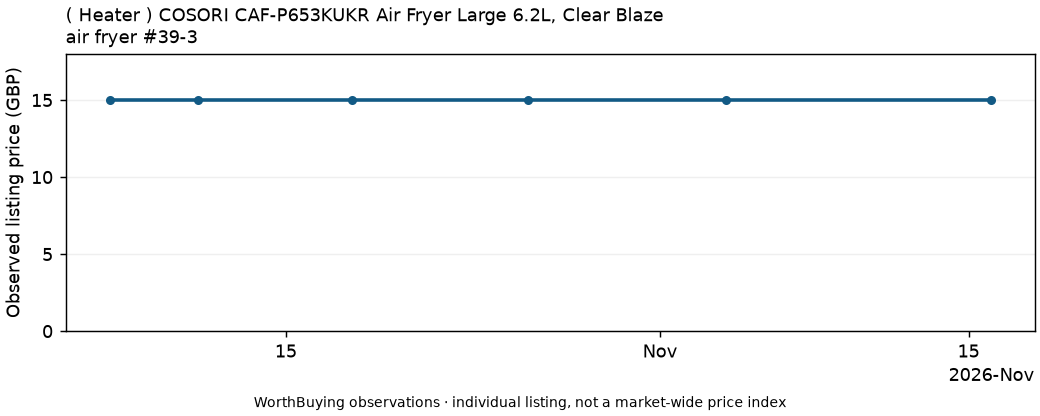 ( Heater ) COSORI CAF-P653KUKR Air Fryer Large 6.2L, Clear Blaze
air fryer #39-3
Observed listing price (GBP)
15
10
5
0
15
Nov
15
2026-Nov
WorthBuying observations · individual listing, not a market-wide price index